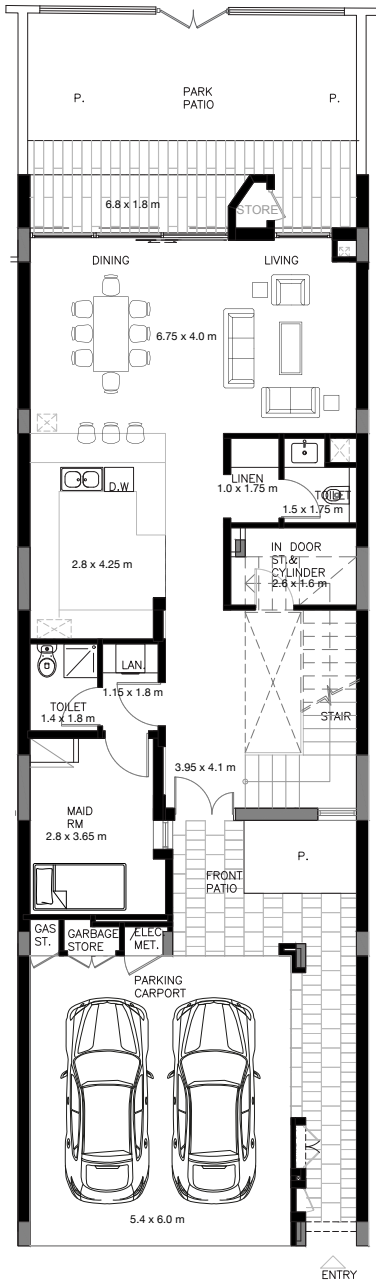 P.
PARK
PATIO
P.
6.8 x 1.8 m
STORE
DINING
LIVING
6.75 x 4.0 m
D.W
LINEN
1.0 x 1.75 m
TOILET
1.5 x 1.75 m
2.8 x 4.25 m
IN DOOR
ST.&
CYLINDER
2.6 x 1.6 m
LAN.
1.15 x 1.8 m
TOILET
1.4 x 1.8 m
STAIR
3.95 x 4.1 m
MAID
RM
2.8 x 3.65 m
P.
FRONT
PATIO
GAS
ST.
GARBAGE
STORE
ELEC.
MET.
PARKING
CARPORT
5.4 x 6.0 m
ENTRY